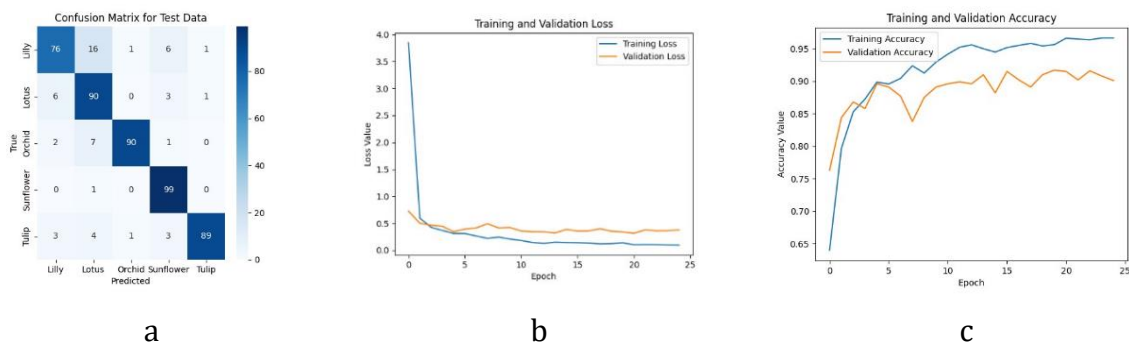 Confusion Matrix for Test Data
True
Lilly 76 16 1 6 1
Lotus 6 90 0 3 1
Orchid 2 7 90 1 0
Sunflower 0 1 0 99 0
Tulip 3 4 1 3 89
Lilly Lotus Orchid Sunflower Tulip
Predicted
80
60
40
20
0
a
Training and Validation Loss
Training Loss
Validation Loss
Loss Value
4.0
3.5
3.0
2.5
2.0
1.5
1.0
0.5
0.0
0 5 10 15 20 25
Epoch
b
Training and Validation Accuracy
Training Accuracy
Validation Accuracy
Accuracy Value
0.95
0.90
0.85
0.80
0.75
0.70
0.65
0 5 10 15 20 25
Epoch
c